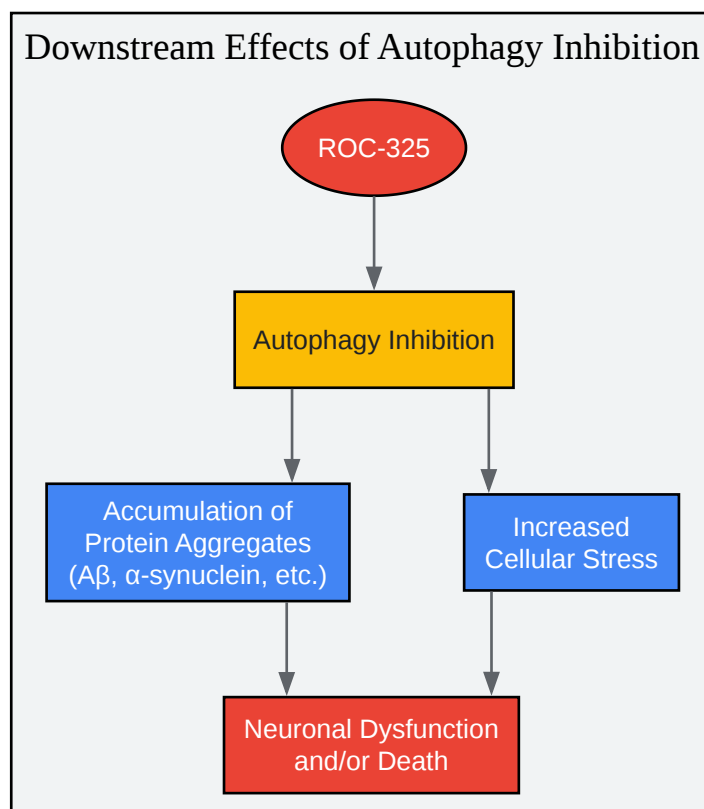 Downstream Effects of Autophagy Inhibition
ROC-325
Autophagy Inhibition
Accumulation of
Protein Aggregates
(Aβ, α-synuclein, etc.)
Increased
Cellular Stress
Neuronal Dysfunction
and/or Death